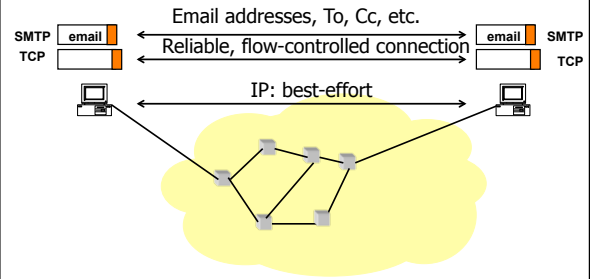 Email addresses, To, Cc, etc.
SMTP email email SMTP
Reliable, flow-controlled connection
TCP TCP
IP: best-effort